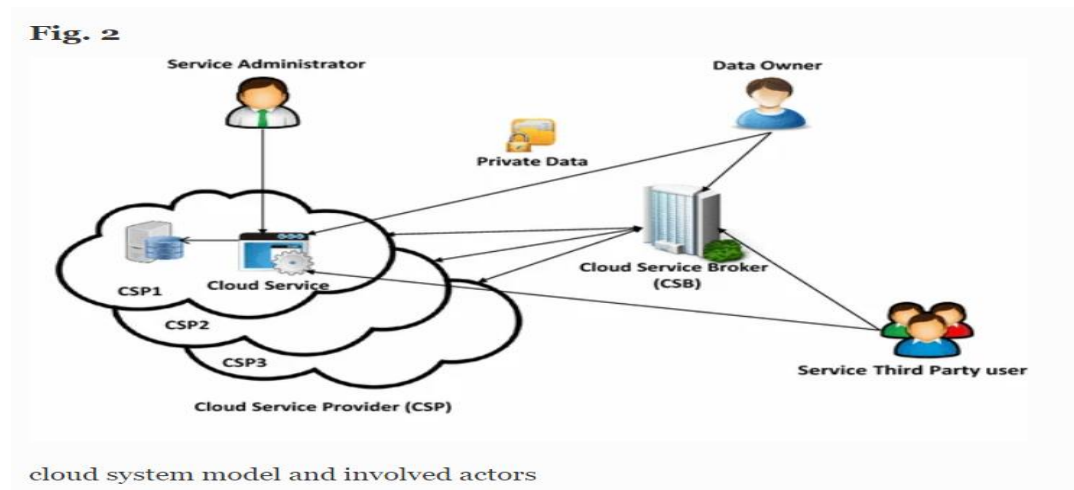 Fig. 2
Service Administrator
Data Owner
Private Data
Cloud Service Broker
(CSB)
Cloud Service
CSP1
CSP2
CSP3
Service Third Party user
Cloud Service Provider (CSP)
cloud system model and involved actors